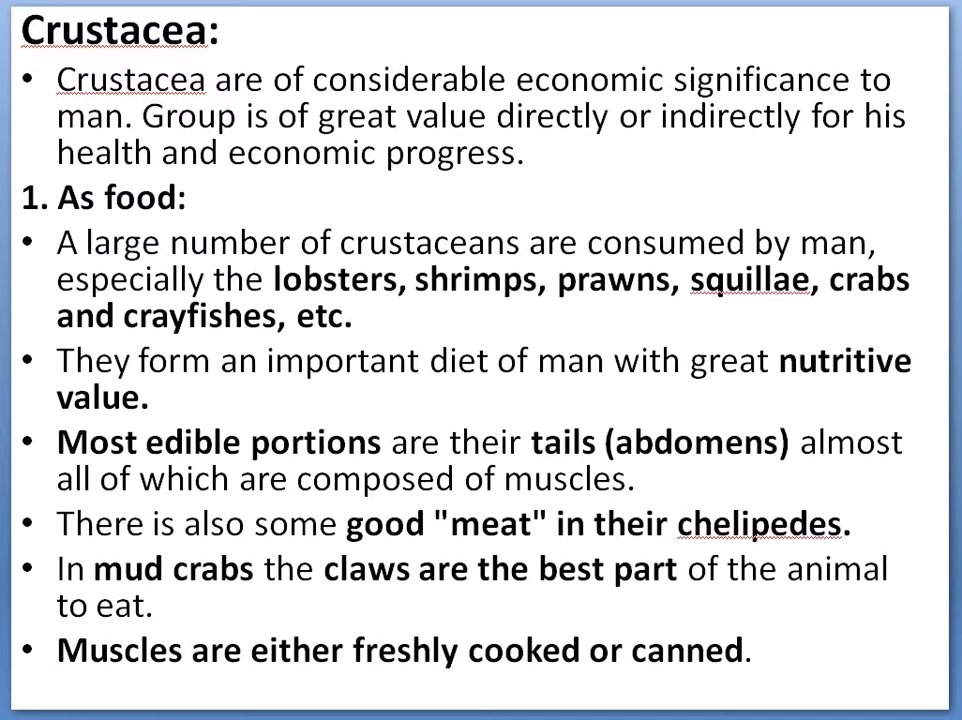 Crustacea:
• Crustacea are of considerable economic significance to
man. Group is of great value directly or indirectly for his
health and economic progress.
1. As food:
• A large number of crustaceans are consumed by man,
especially the lobsters, shrimps, prawns, squillae, crabs
and crayfishes, etc.
• They form an important diet of man with great nutritive
value.
• Most edible portions are their tails (abdomens) almost
all of which are composed of muscles.
• There is also some good "meat" in their chelipedes.
• In mud crabs the claws are the best part of the animal
to eat.
• Muscles are either freshly cooked or canned.